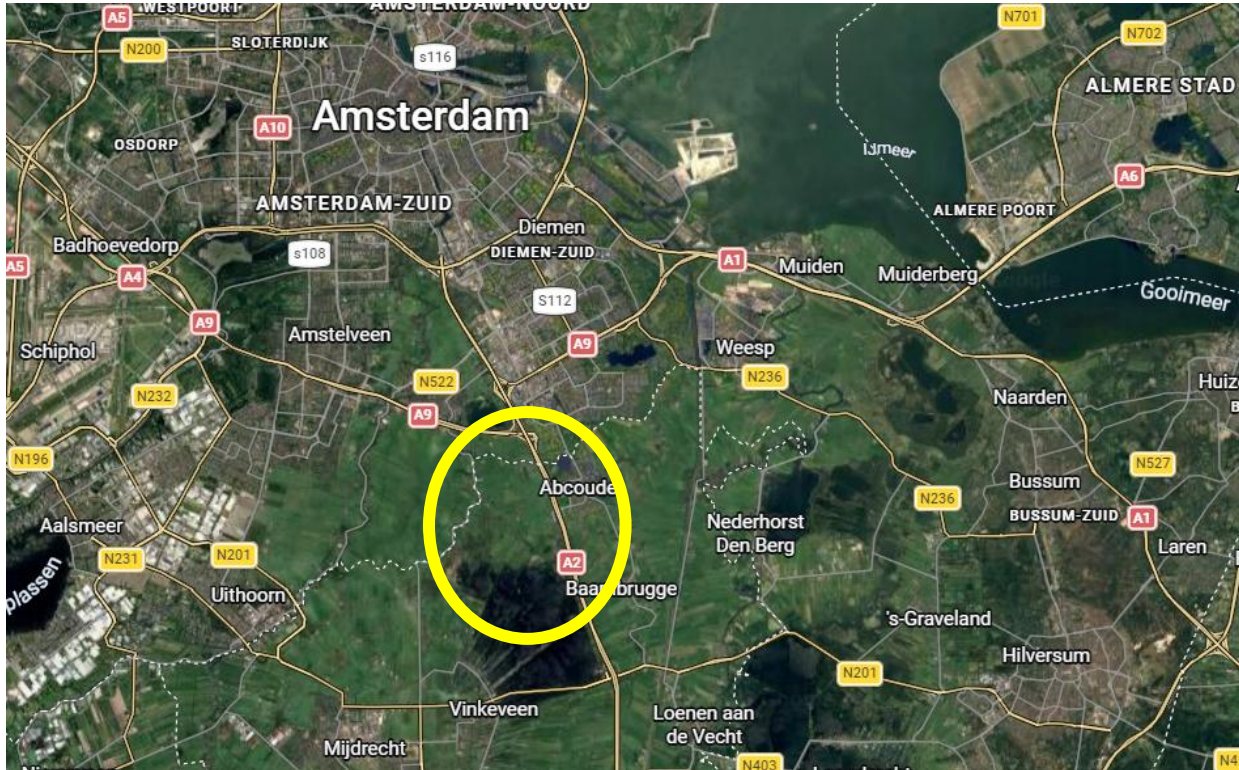 WESTPOORT
AMSTERDAM-NOORD
A5
N701
N200
SLOTERDIJK
s116
N702
ALMERE STAD
Amsterdam
A10
OSDORP
IJmeer
A6
AMSTERDAM-ZUID
ALMERE POORT
Diemen
Badhoevedorp
s108
DIEMEN-ZUID
A5
A4
A1
Muiden
Muiderberg
Gooimeer
S112
A9
Amstelveen
A9
Schiphol
Weesp
N522
N236
N232
A9
Naarden
N196
N527
Abcoude
Bussum
N236
Aalsmeer
Nederhorst
Den Berg
BUSSUM-ZUID
A1
N231
N201
A2
Laren
plassen
Uithoorn
Baambrugge
's-Graveland
Hilversum
N201
Vinkeveen
Loenen aan
de Vecht
Mijdrecht
N403